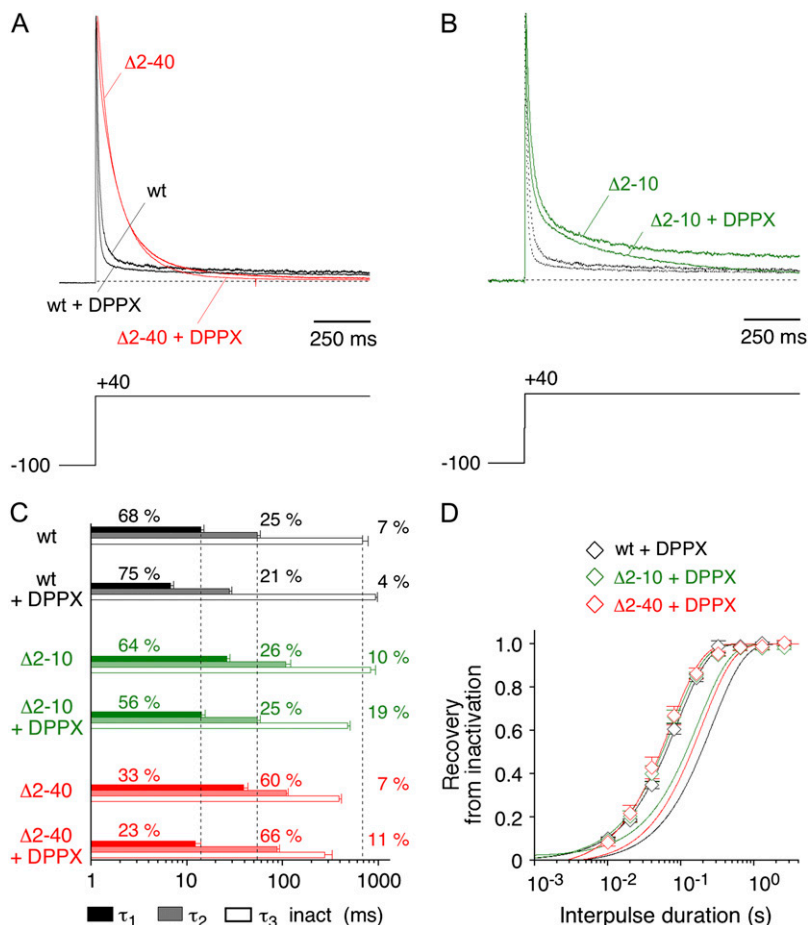 A
Δ2-40
wt
wt + DPPX
Δ2-40 + DPPX
250 ms
+40
-100
B
Δ2-10
Δ2-10 + DPPX
250 ms
+40
-100
C
wt
68 % 25 % 7 %
wt + DPPX
75 % 21 % 4 %
Δ2-10
64 % 26 % 10 %
Δ2-10 + DPPX
56 % 25 % 19 %
Δ2-40
33 % 60 % 7 %
Δ2-40 + DPPX
23 % 66 % 11 %
1 10 100 1000
τ1 τ2 τ3 inact (ms)
D
wt + DPPX
Δ2-10 + DPPX
Δ2-40 + DPPX
Recovery
from inactivation
1.0
0.8
0.6
0.4
0.2
0
10⁻³ 10⁻² 10⁻¹ 10⁰
Interpulse duration (s)